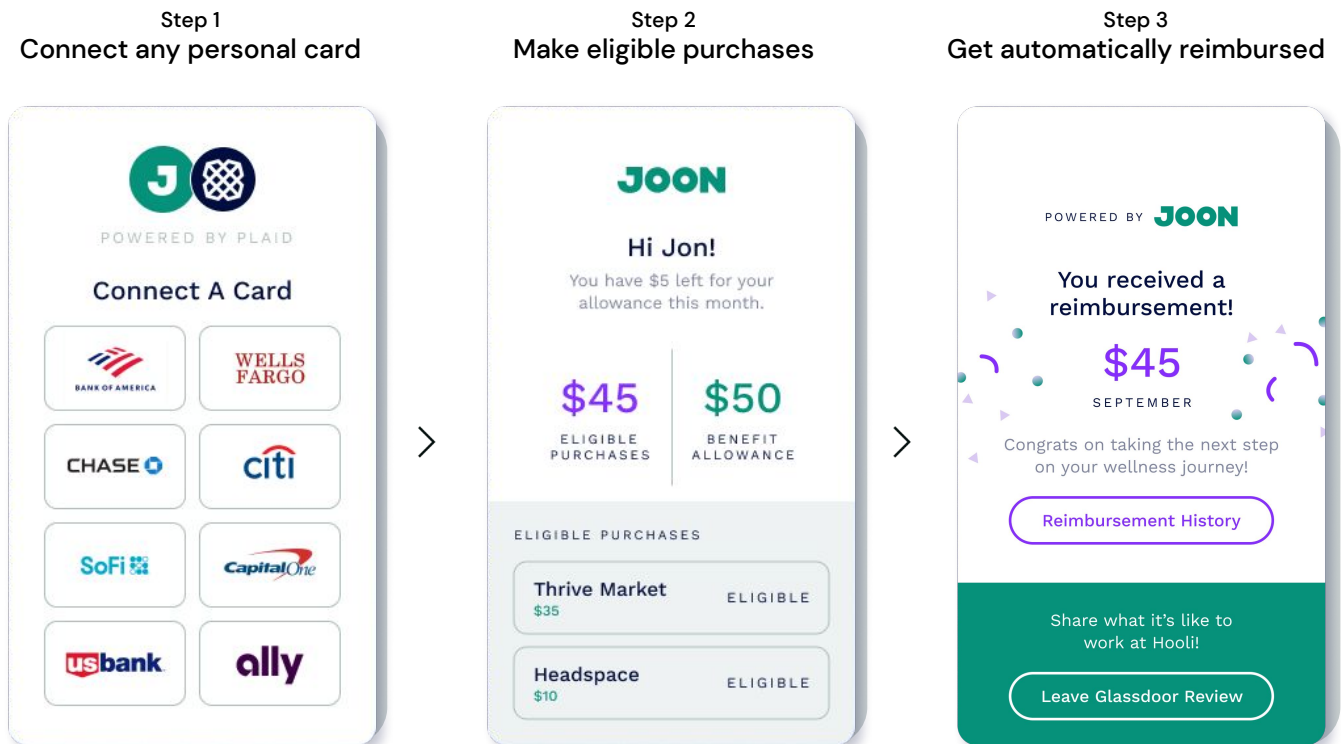 Step 1
Connect any personal card
J
POWERED BY PLAID
Connect A Card
BANK OF AMERICA
WELLS
FARGO
CHASE
citi
SoFi
Capital One
usbank
ally
Step 2
Make eligible purchases
JOON
Hi Jon!
You have $5 left for your
allowance this month.
$45
ELIGIBLE
PURCHASES
$50
BENEFIT
ALLOWANCE
ELIGIBLE PURCHASES
Thrive Market
$35
ELIGIBLE
Headspace
$10
ELIGIBLE
Step 3
Get automatically reimbursed
POWERED BY JOON
You received a
reimbursement!
$45
SEPTEMBER
Congrats on taking the next step
on your wellness journey!
Reimbursement History
Share what it's like to
work at Hooli!
Leave Glassdoor Review